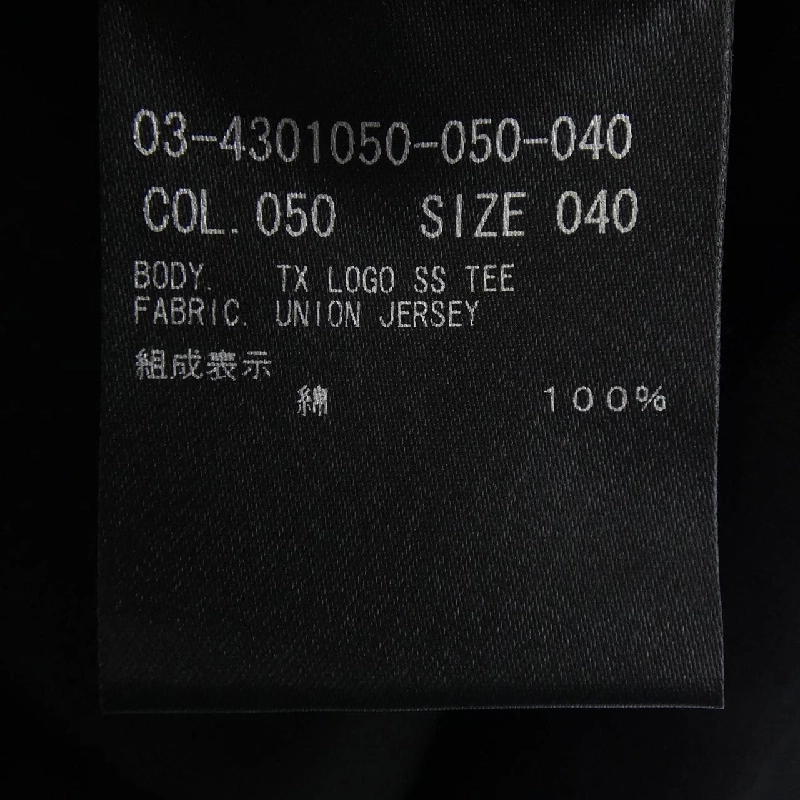 03-4301050-050-040
COL. 050 SIZE 040
BODY. TX LOGO SS TEE
FABRIC. UNION JERSEY
組成表示
綿 100%